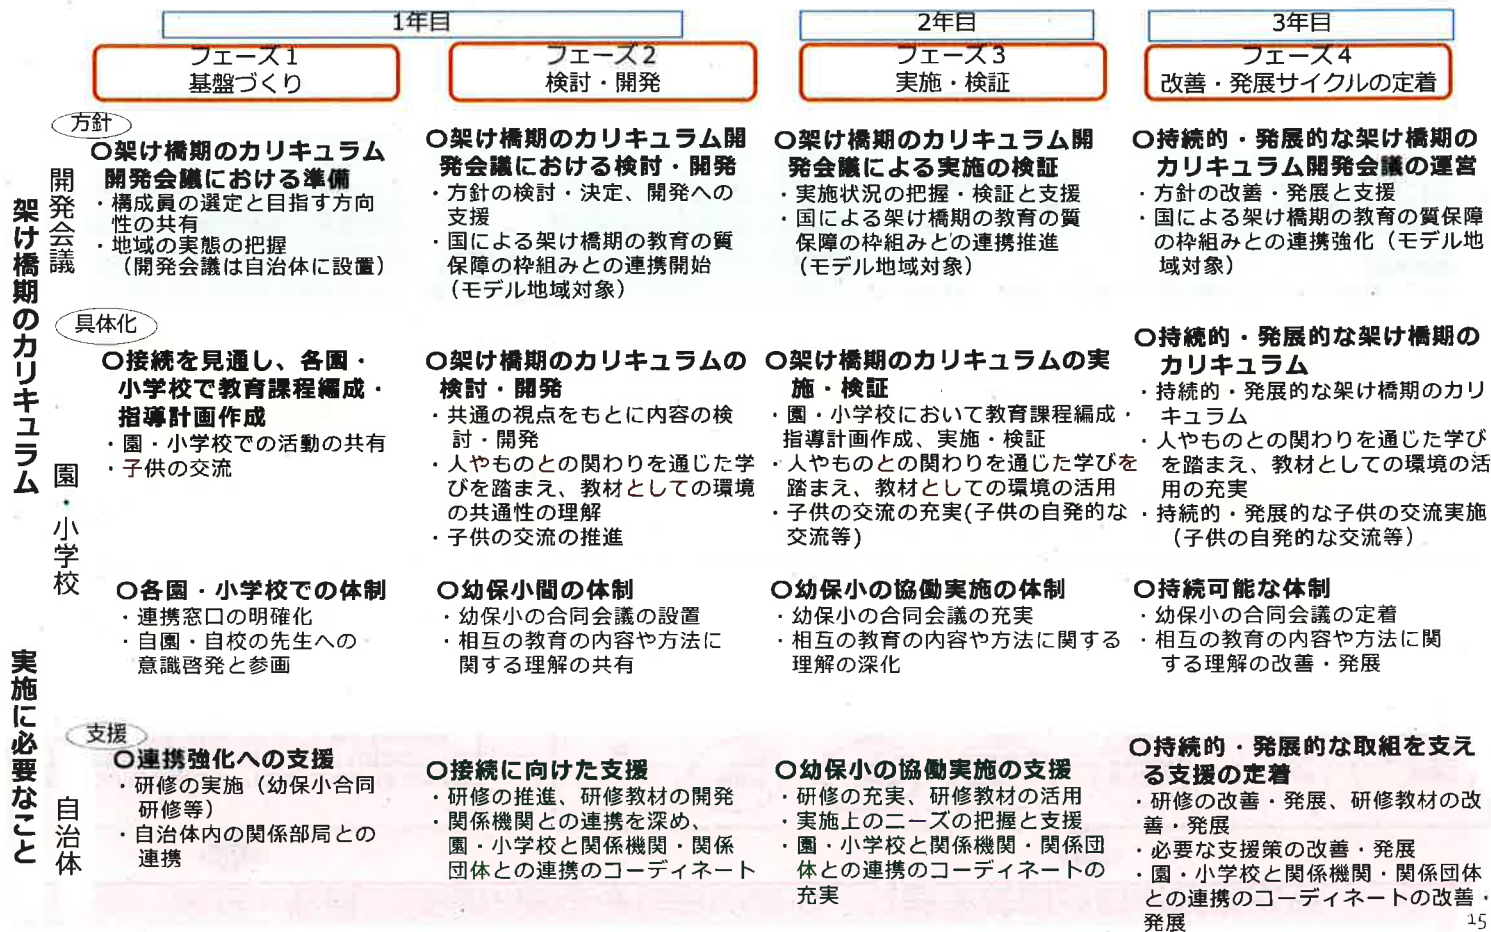 1年目
2年目
3年目
フェーズ１
基盤づくり
フェーズ２
検討・開発
フェーズ３
実施・検証
フェーズ４
改善・発展サイクルの定着
架け橋期のカリキュラム
実施に必要なこと
方針
開発会議
〇架け橋期のカリキュラム
開発会議における準備
・構成員の選定と目指す方向
性の共有
・地域の実態の把握
（開発会議は自治体に設置）
〇架け橋期のカリキュラム開
発会議における検討・開発
・方針の検討・決定、開発への
支援
・国による架け橋期の教育の質
保障の枠組みとの連携開始
（モデル地域対象）
〇架け橋期のカリキュラム開
発会議による実施の検証
・実施状況の把握・検証と支援
・国による架け橋期の教育の質
保障の枠組みとの連携推進
（モデル地域対象）
〇持続的・発展的な架け橋期の
カリキュラム開発会議の運営
・方針の改善・発展と支援
・国による架け橋期の教育の質保障
の枠組みとの連携強化（モデル地
域対象）
具体化
園・小学校
〇接続を見通し、各園・
小学校で教育課程編成・
指導計画作成
・園・小学校での活動の共有
・子供の交流
〇架け橋期のカリキュラムの
検討・開発
・共通の視点をもとに内容の検
討・開発
・人やものとの関わりを通じた学
びを踏まえ、教材としての環境
の共通性の理解
・子供の交流の推進
〇架け橋期のカリキュラムの実
施・検証
・園・小学校において教育課程編成・
指導計画作成、実施・検証
・人やものとの関わりを通じた学びを
踏まえ、教材としての環境の活用
・子供の交流の充実(子供の自発的な
交流等)
〇持続的・発展的な架け橋期の
カリキュラム
・持続的・発展的な架け橋期のカリ
キュラム
・人やものとの関わりを通じた学び
を踏まえ、教材としての環境の活
用の充実
・持続的・発展的な子供の交流実施
（子供の自発的な交流等）
〇各園・小学校での体制
・連携窓口の明確化
・自園・自校の先生への
意識啓発と参画
〇幼保小間の体制
・幼保小の合同会議の設置
・相互の教育の内容や方法に
関する理解の共有
〇幼保小の協働実施の体制
・幼保小の合同会議の充実
・相互の教育の内容や方法に関する
理解の深化
〇持続可能な体制
・幼保小の合同会議の定着
・相互の教育の内容や方法に関
する理解の改善・発展
支援
自治体
〇連携強化への支援
・研修の実施（幼保小合同
研修等）
・自治体内の関係部局との
連携
〇接続に向けた支援
・研修の推進、研修教材の開発
・関係機関との連携を深め、
園・小学校と関係機関・関係
団体との連携のコーディネート
〇幼保小の協働実施の支援
・研修の充実、研修教材の活用
・実施上のニーズの把握と支援
・園・小学校と関係機関・関係団
体との連携のコーディネートの
充実
〇持続的・発展的な取組を支え
る支援の定着
・研修の改善・発展、研修教材の改
善・発展
・必要な支援策の改善・発展
・園・小学校と関係機関・関係団体
との連携のコーディネートの改善・
発展
15